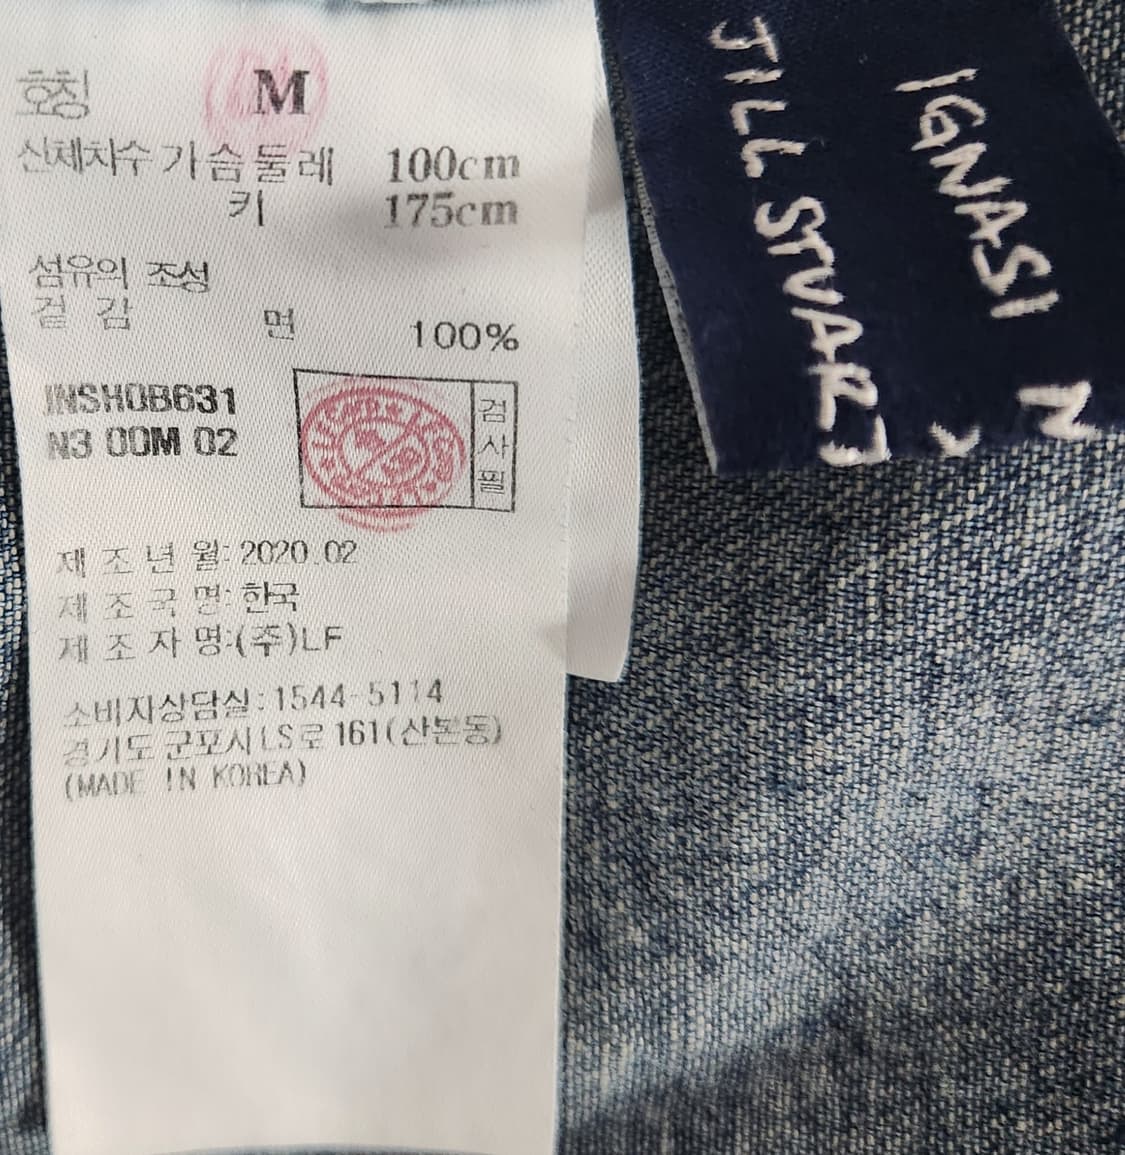 호칭 M
신체치수 가슴둘레 100cm
키 175cm
섬유의 조성
겉 감 면 100%
JNSH0B631
N3 00M 02
검사필
제 조 년 월: 2020.02
제 조 국 명: 한국
제 조 자 명:(주)LF
소비자상담실: 1544-5114
경기도 군포시 LS로 161(산본동)
(MADE IN KOREA)
JILL STUART
IGNASI